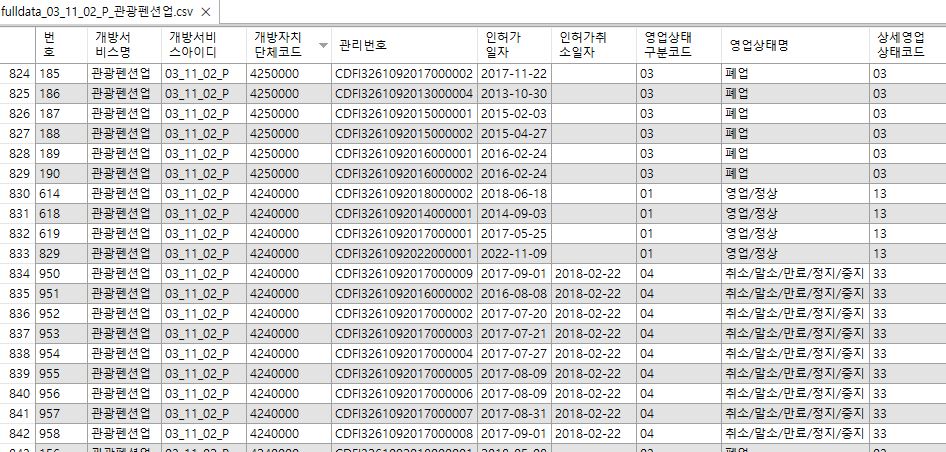 fulldata_03_11_02_P_관광펜션업.csv ×
번호 개방서비스명 개방서비스아이디 개방자치단체코드 관리번호 인허가일자 인허가취소일자 영업상태구분코드 영업상태명 상세영업상태코드
824 185 관광펜션업 03_11_02_P 4250000 CDFI3261092017000002 2017-11-22 03 폐업 03
825 186 관광펜션업 03_11_02_P 4250000 CDFI3261092013000004 2013-10-30 03 폐업 03
826 187 관광펜션업 03_11_02_P 4250000 CDFI3261092015000001 2015-02-03 03 폐업 03
827 188 관광펜션업 03_11_02_P 4250000 CDFI3261092015000002 2015-04-27 03 폐업 03
828 189 관광펜션업 03_11_02_P 4250000 CDFI3261092016000001 2016-02-24 03 폐업 03
829 190 관광펜션업 03_11_02_P 4250000 CDFI3261092016000002 2016-02-24 03 폐업 03
830 614 관광펜션업 03_11_02_P 4240000 CDFI3261092018000002 2018-06-18 01 영업/정상 13
831 618 관광펜션업 03_11_02_P 4240000 CDFI3261092014000001 2014-09-03 01 영업/정상 13
832 619 관광펜션업 03_11_02_P 4240000 CDFI3261092017000001 2017-05-25 01 영업/정상 13
833 829 관광펜션업 03_11_02_P 4240000 CDFI3261092022000001 2022-11-09 01 영업/정상 13
834 950 관광펜션업 03_11_02_P 4240000 CDFI3261092017000009 2017-09-01 2018-02-22 04 취소/말소/만료/정지/중지 33
835 951 관광펜션업 03_11_02_P 4240000 CDFI3261092016000002 2016-08-08 2018-02-22 04 취소/말소/만료/정지/중지 33
836 952 관광펜션업 03_11_02_P 4240000 CDFI3261092017000002 2017-07-20 2018-02-22 04 취소/말소/만료/정지/중지 33
837 953 관광펜션업 03_11_02_P 4240000 CDFI3261092017000003 2017-07-21 2018-02-22 04 취소/말소/만료/정지/중지 33
838 954 관광펜션업 03_11_02_P 4240000 CDFI3261092017000004 2017-07-27 2018-02-22 04 취소/말소/만료/정지/중지 33
839 955 관광펜션업 03_11_02_P 4240000 CDFI3261092017000005 2017-08-09 2018-02-22 04 취소/말소/만료/정지/중지 33
840 956 관광펜션업 03_11_02_P 4240000 CDFI3261092017000006 2017-08-09 2018-02-22 04 취소/말소/만료/정지/중지 33
841 957 관광펜션업 03_11_02_P 4240000 CDFI3261092017000007 2017-08-31 2018-02-22 04 취소/말소/만료/정지/중지 33
842 958 관광펜션업 03_11_02_P 4240000 CDFI3261092017000008 2017-09-01 2018-02-22 04 취소/말소/만료/정지/중지 33